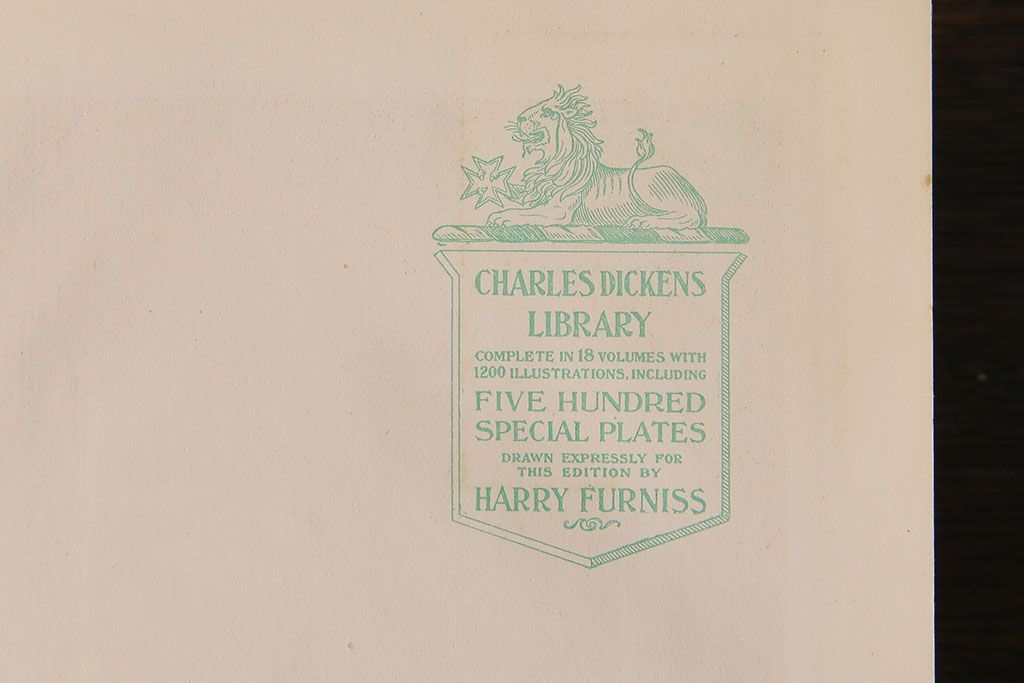 CHARLES DICKENS
LIBRARY
COMPLETE IN 18 VOLUMES WITH
1200 ILLUSTRATIONS, INCLUDING
FIVE HUNDRED
SPECIAL PLATES
DRAWN EXPRESSLY FOR
THIS EDITION BY
HARRY FURNISS